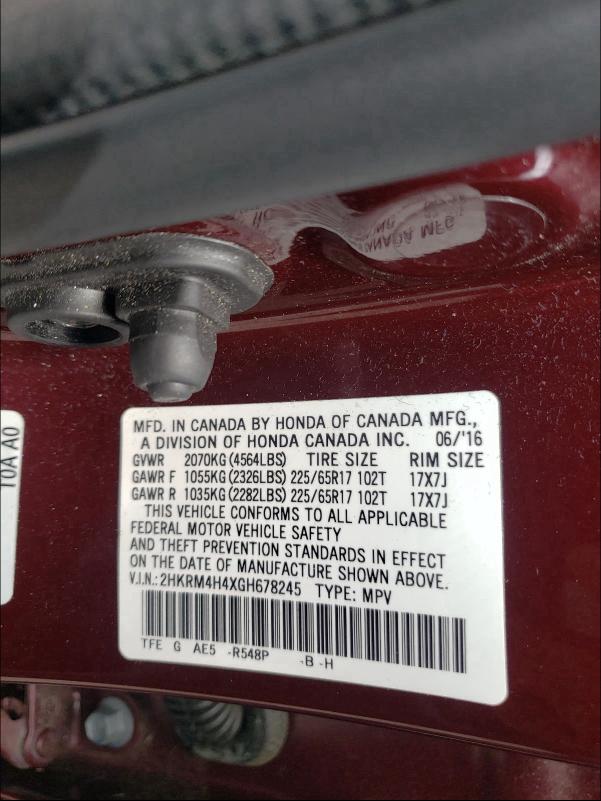 MFD. IN CANADA BY HONDA OF CANADA MFG.,
A DIVISION OF HONDA CANADA INC. 06/'16
GVWR 2070KG (4564LBS) TIRE SIZE RIM SIZE
GAWR F 1055KG (2326LBS) 225/65R17 102T 17X7J
GAWR R 1035KG (2282LBS) 225/65R17 102T 17X7J
THIS VEHICLE CONFORMS TO ALL APPLICABLE
FEDERAL MOTOR VEHICLE SAFETY
AND THEFT PREVENTION STANDARDS IN EFFECT
ON THE DATE OF MANUFACTURE SHOWN ABOVE.
V.I.N.: 2HKRM4H4XGH678245 TYPE: MPV
TFE G AE5 -R548P -B -H